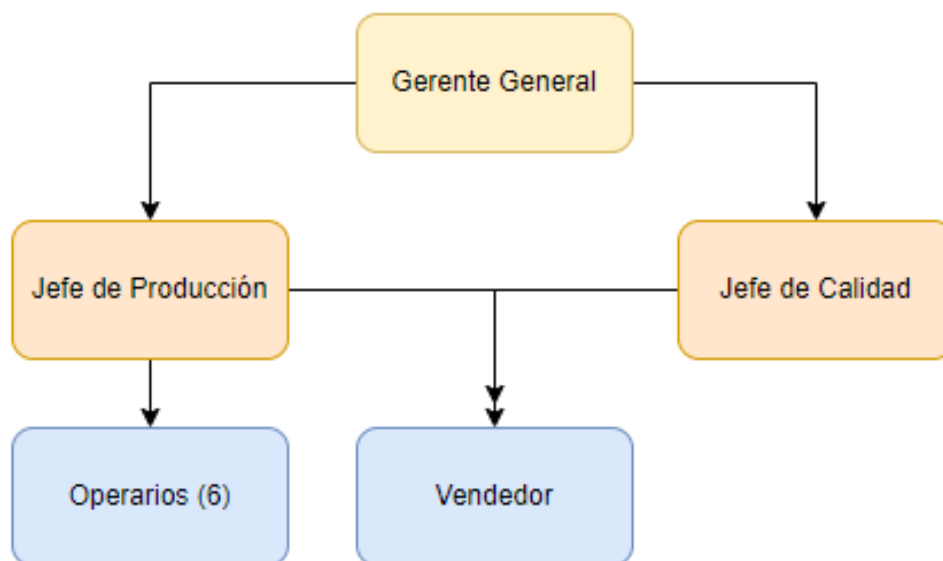 Gerente General
Jefe de Producción
Jefe de Calidad
Operarios (6)
Vendedor